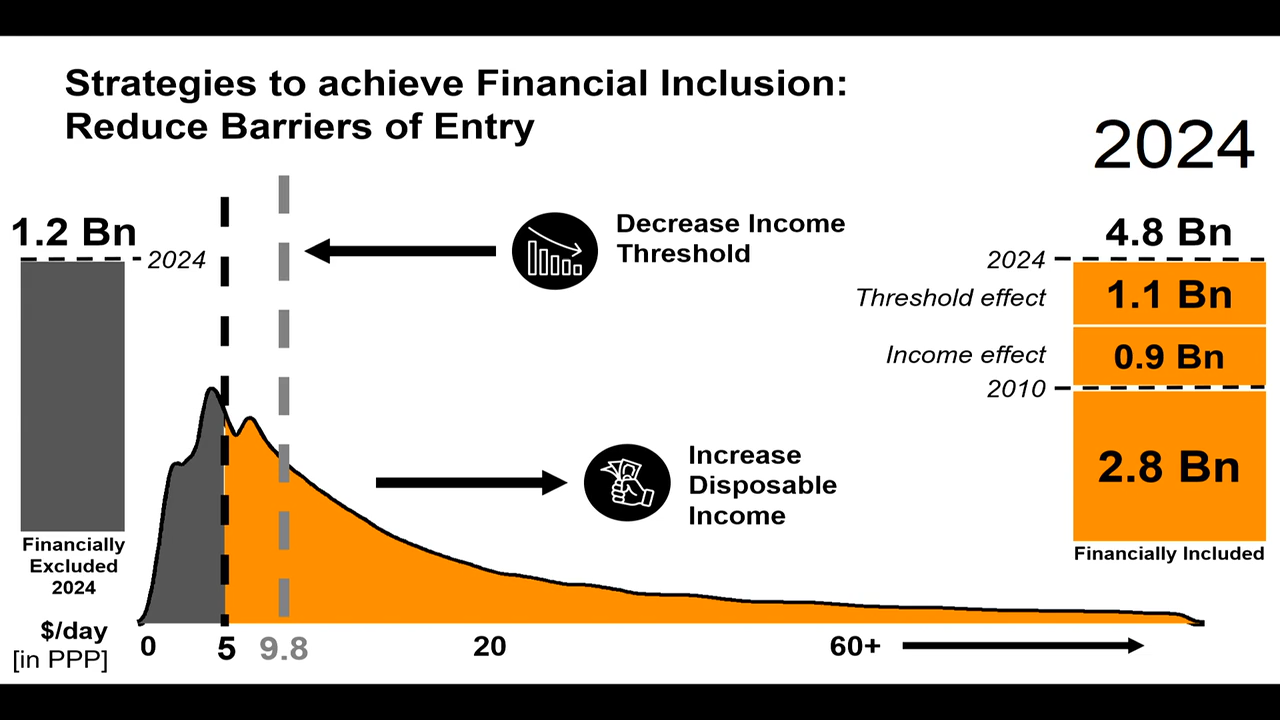 Strategies to achieve Financial Inclusion:
Reduce Barriers of Entry
2024
1.2 Bn
2024
Financially
Excluded
2024
Decrease Income
Threshold
Increase
Disposable
Income
4.8 Bn
2024
Threshold effect
1.1 Bn
Income effect
0.9 Bn
2010
2.8 Bn
Financially Included
$/day
[in PPP]
0
5
9.8
20
60+